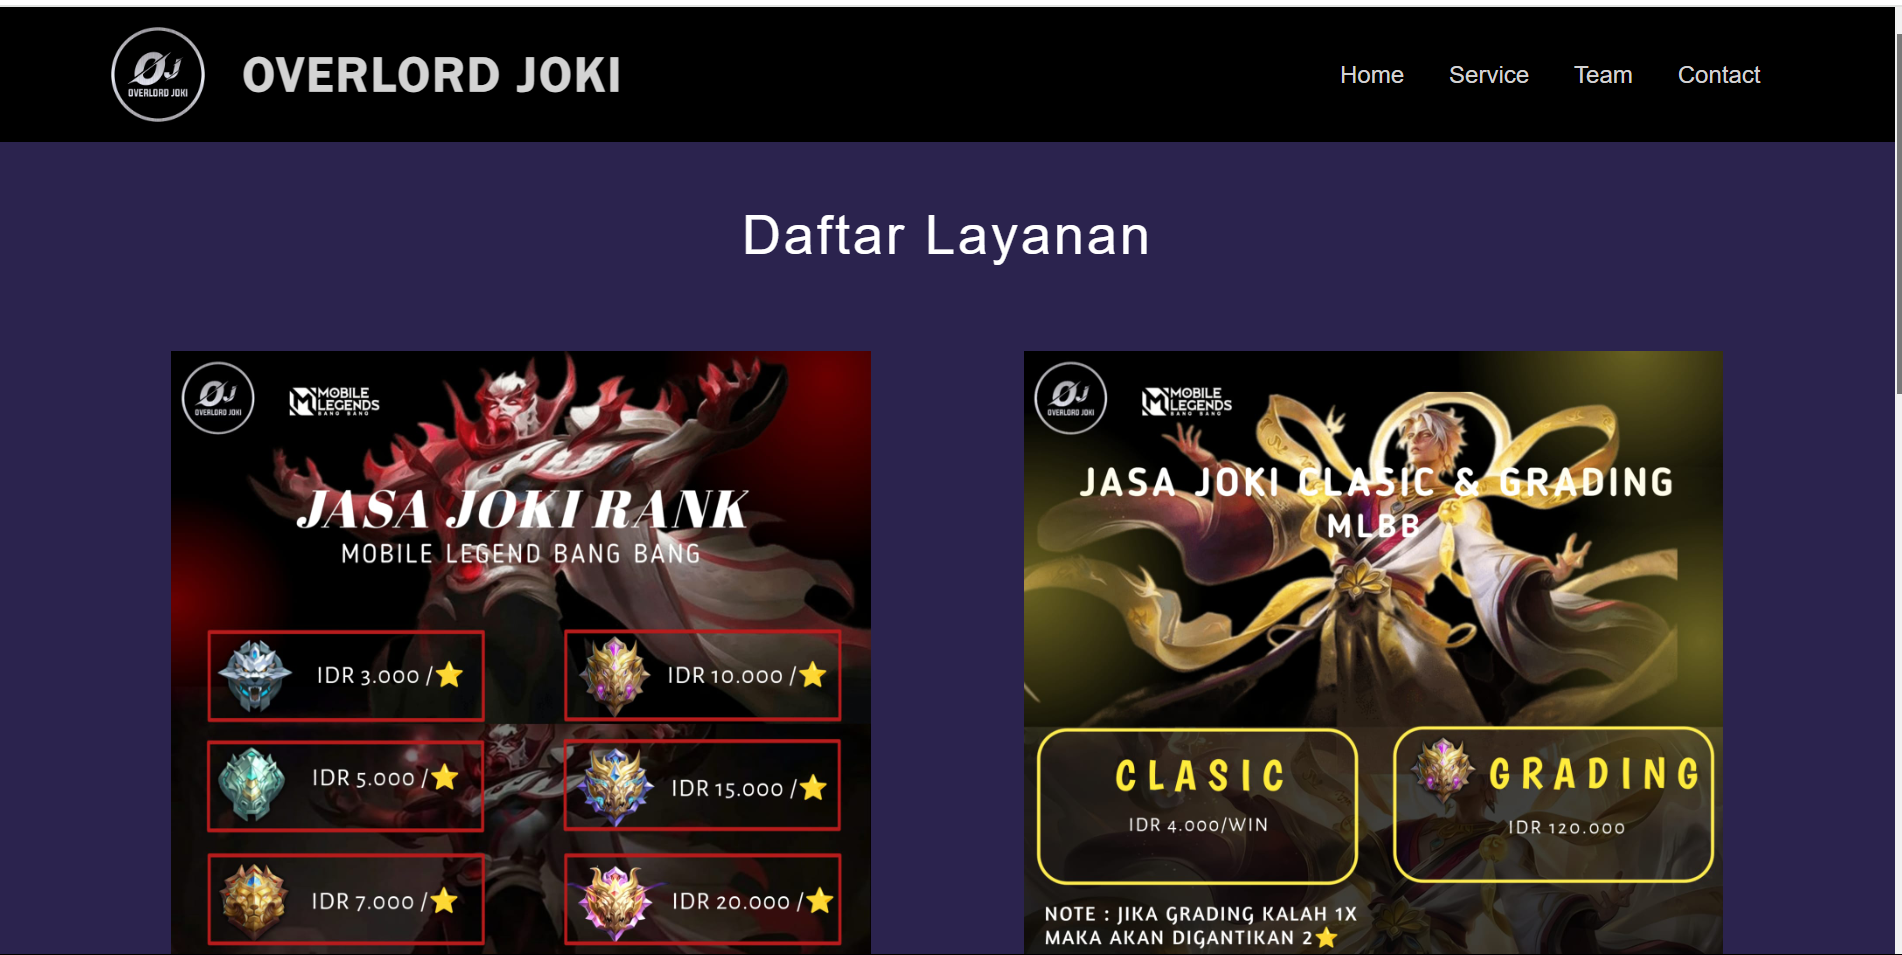 OJ
OVERLORD JOKI
OVERLORD JOKI
Home
Service
Team
Contact
Daftar Layanan
OJ
OVERLORD JOKI
MOBILE
LEGENDS
BANG BANG
JASA JOKI RANK
MOBILE LEGEND BANG BANG
IDR 3.000 /⭐
IDR 10.000 /⭐
IDR 5.000 /⭐
IDR 15.000 /⭐
IDR 7.000 /⭐
IDR 20.000 /⭐
OJ
OVERLORD JOKI
MOBILE
LEGENDS
BANG BANG
JASA JOKI CLASIC & GRADING
MLBB
CLASIC
IDR 4.000/WIN
GRADING
IDR 120.000
NOTE : JIKA GRADING KALAH 1X
MAKA AKAN DIGANTIKAN 2⭐